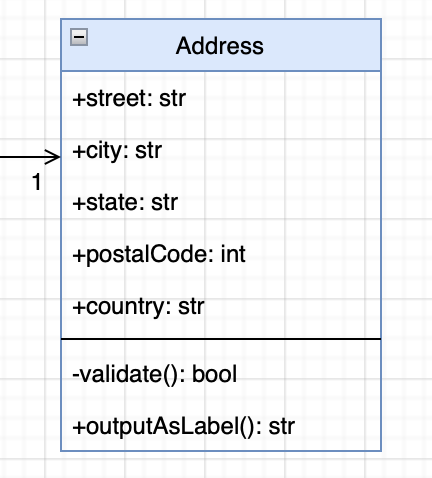 Address
+street: str
+city: str
1
+state: str
+postalCode: int
+country: str
-validate(): bool
+outputAsLabel(): str